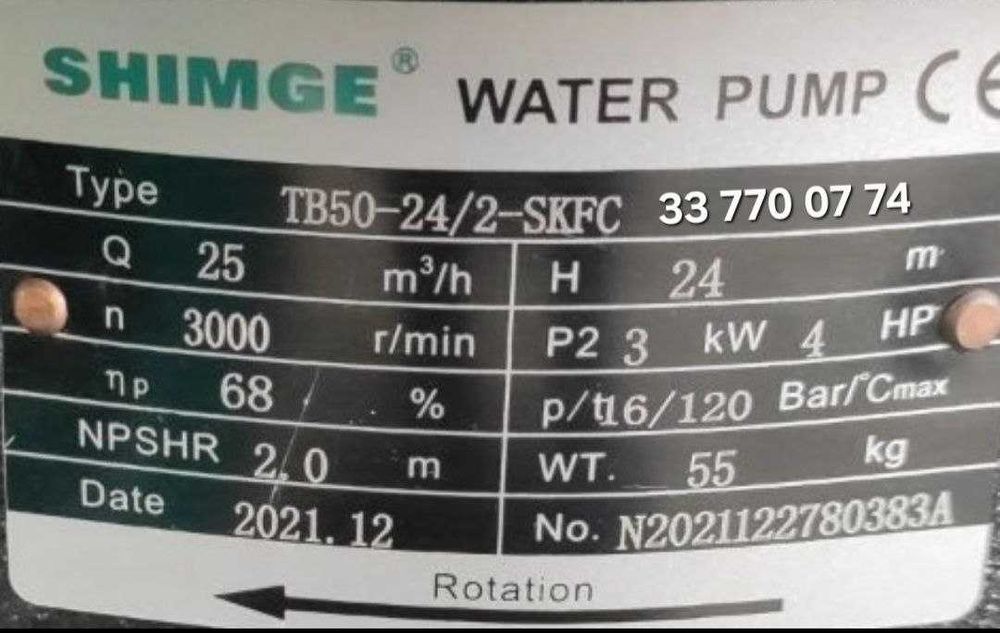 SHIMGE® WATER PUMP CE
Type TB50-24/2-SKFC 33 770 07 74
Q 25 m³/h H 24 m
n 3000 r/min P2 3 kW 4 HP
ηp 68 % p/t 16/120 Bar/°Cmax
NPSHR 2.0 m WT. 55 kg
Date 2021.12 No. N2021122780383A
Rotation